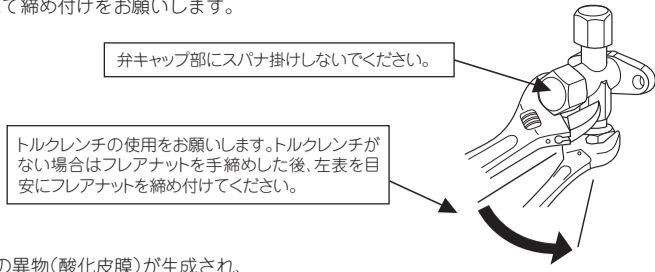 て締め付けをお願いします。
弁キャップ部にスパナ掛けしないでください。
トルクレンチの使用をお願いします。トルクレンチが
ない場合はフレアナットを手締めした後、左表を目
安にフレアナットを締め付けてください。
の異物(酸化皮膜)が生成され、